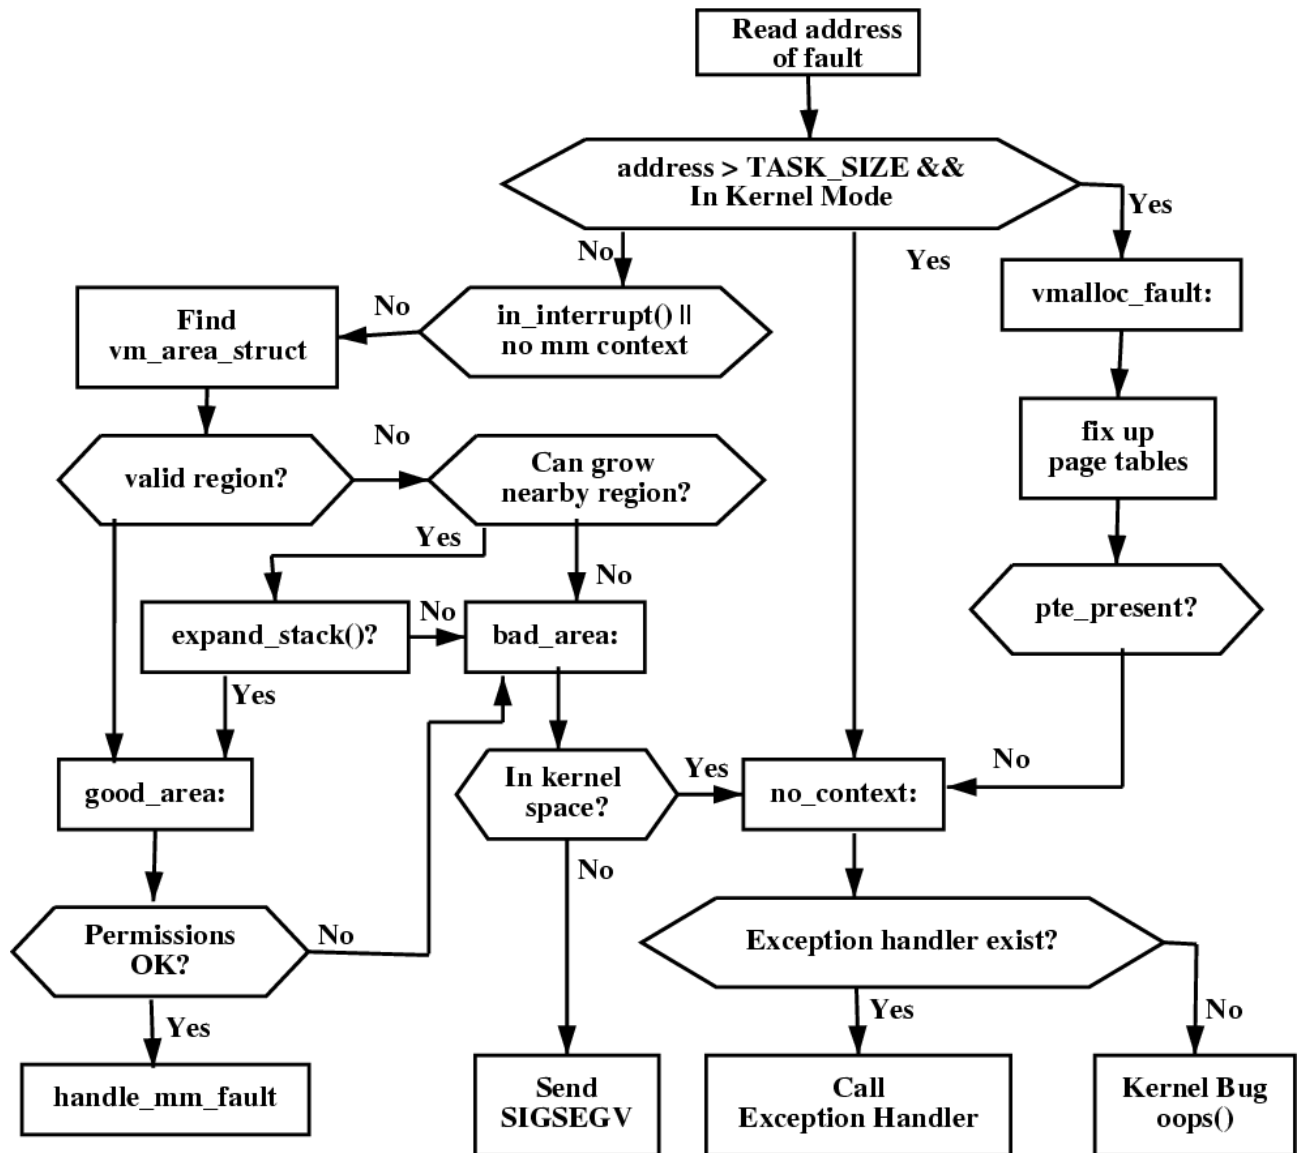 Read address
of fault
address > TASK_SIZE &&
In Kernel Mode
Yes
No
Yes
vmalloc_fault:
No
in_interrupt() ||
no mm context
Find
vm_area_struct
fix up
page tables
No
valid region?
Can grow
nearby region?
Yes
No
pte_present?
expand_stack()?
No
bad_area:
Yes
No
good_area:
In kernel
space?
Yes
no_context:
No
Permissions
OK?
No
Exception handler exist?
Yes
Yes
No
handle_mm_fault
Send
SIGSEGV
Call
Exception Handler
Kernel Bug
oops()